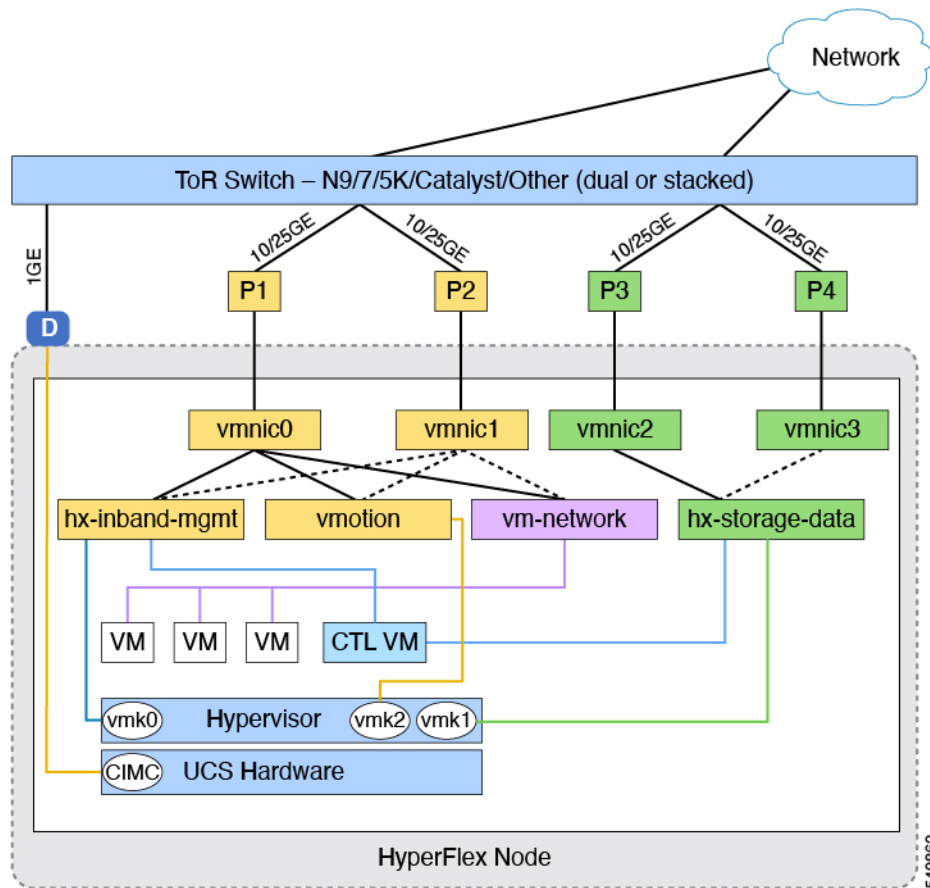 Network
ToR Switch – N9/7/5K/Catalyst/Other (dual or stacked)
1GE
10/25GE
10/25GE
10/25GE
10/25GE
P1
P2
P3
P4
D
vmnic0
vmnic1
vmnic2
vmnic3
hx-inband-mgmt
vmotion
vm-network
hx-storage-data
VM
VM
VM
CTL VM
vmk0
Hypervisor
vmk2
vmk1
CIMC
UCS Hardware
HyperFlex Node